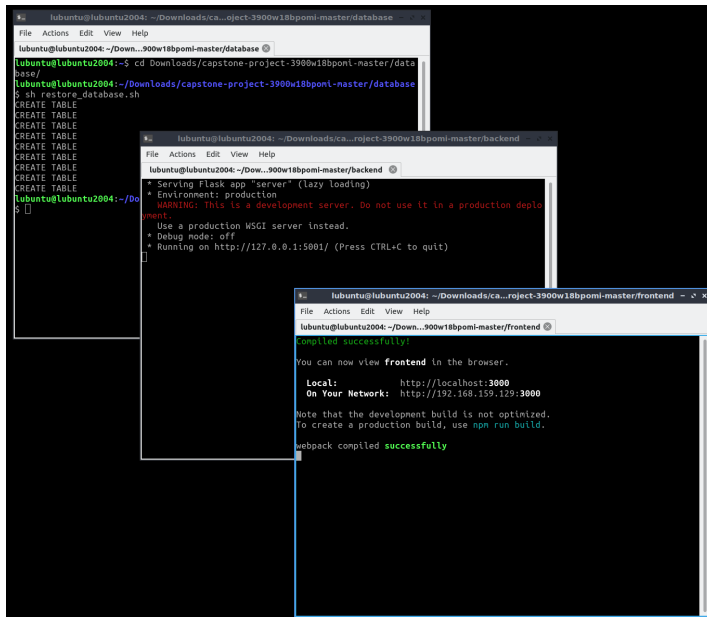 lubuntu@lubuntu2004: ~/Downloads/ca...oject-3900w18bpomi-master/database
File Actions Edit View Help
lubuntu@lubuntu2004: ~/Down...900w18bpomi-master/database
lubuntu@lubuntu2004:~$ cd Downloads/capstone-project-3900w18bpomi-master/data
base/
lubuntu@lubuntu2004:~/Downloads/capstone-project-3900w18bpomi-master/database
$ sh restore_database.sh
CREATE TABLE
CREATE TABLE
CREATE TABLE
CREATE TABLE
CREATE TABLE
CREATE TABLE
CREATE TABLE
CREATE TABLE
CREATE TABLE
lubuntu@lubuntu2004:~/Do
$
lubuntu@lubuntu2004: ~/Downloads/ca...roject-3900w18bpomi-master/backend
File Actions Edit View Help
lubuntu@lubuntu2004: ~/Dow...900w18bpomi-master/backend
* Serving Flask app "server" (lazy loading)
* Environment: production
WARNING: This is a development server. Do not use it in a production deplo
yment.
Use a production WSGI server instead.
* Debug mode: off
* Running on http://127.0.0.1:5001/ (Press CTRL+C to quit)
lubuntu@lubuntu2004: ~/Downloads/ca...roject-3900w18bpomi-master/frontend
File Actions Edit View Help
lubuntu@lubuntu2004: ~/Down...900w18bpomi-master/frontend
Compiled successfully!
You can now view frontend in the browser.
Local: http://localhost:3000
On Your Network: http://192.168.159.129:3000
Note that the development build is not optimized.
To create a production build, use npm run build.
webpack compiled successfully